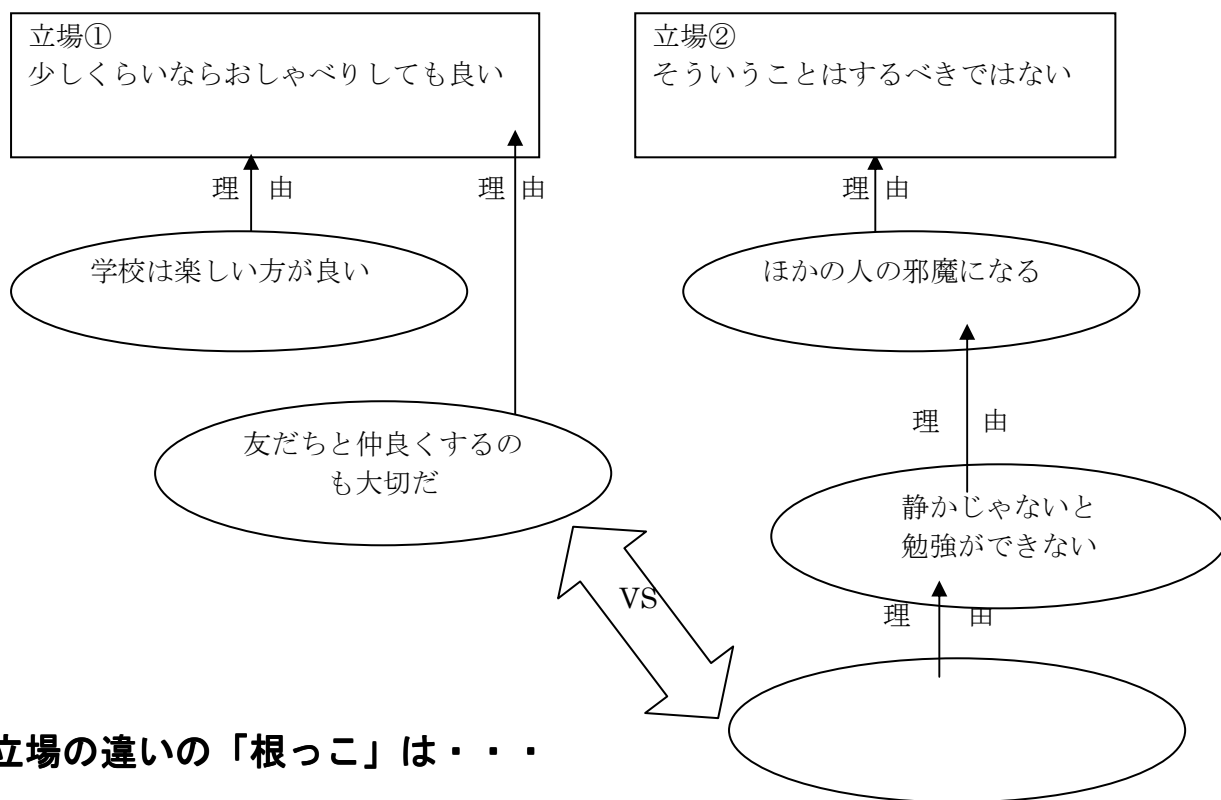 立場①
少しくらいならおしゃべりしても良い
立場②
そういうことはするべきではない
理由
理由
理由
学校は楽しい方が良い
ほかの人の邪魔になる
理由
友だちと仲良くするの
も大切だ
静かじゃないと
勉強ができない
VS
理由
立場の違いの「根っこ」は・・・